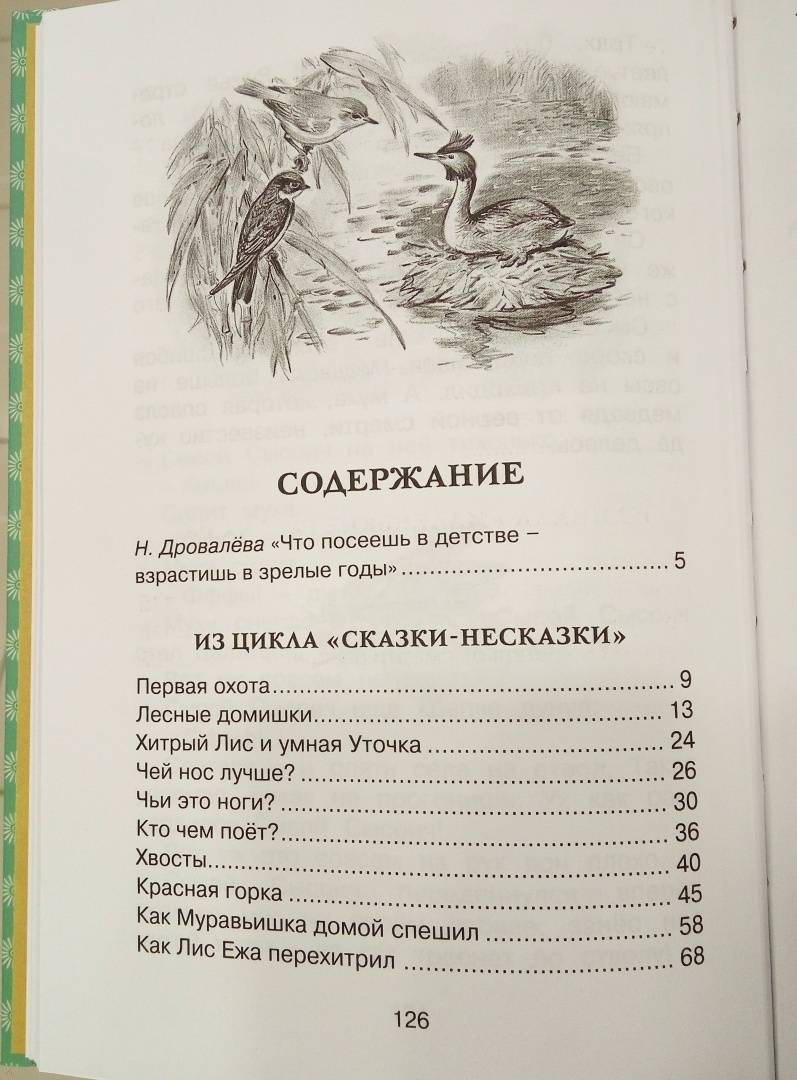 СОДЕРЖАНИЕ
Н. Дровалёва «Что посеешь в детстве –
взрастишь в зрелые годы»........................................ 5
ИЗ ЦИКЛА «СКАЗКИ-НЕСКАЗКИ»
Первая охота............................................................ 9
Лесные домишки..................................................... 13
Хитрый Лис и умная Уточка ................................... 24
Чей нос лучше? ....................................................... 26
Чьи это ноги? .......................................................... 30
Кто чем поёт?.......................................................... 36
Хвосты..................................................................... 40
Красная горка ......................................................... 45
Как Муравьишка домой спешил ............................ 58
Как Лис Ежа перехитрил ........................................ 68
126